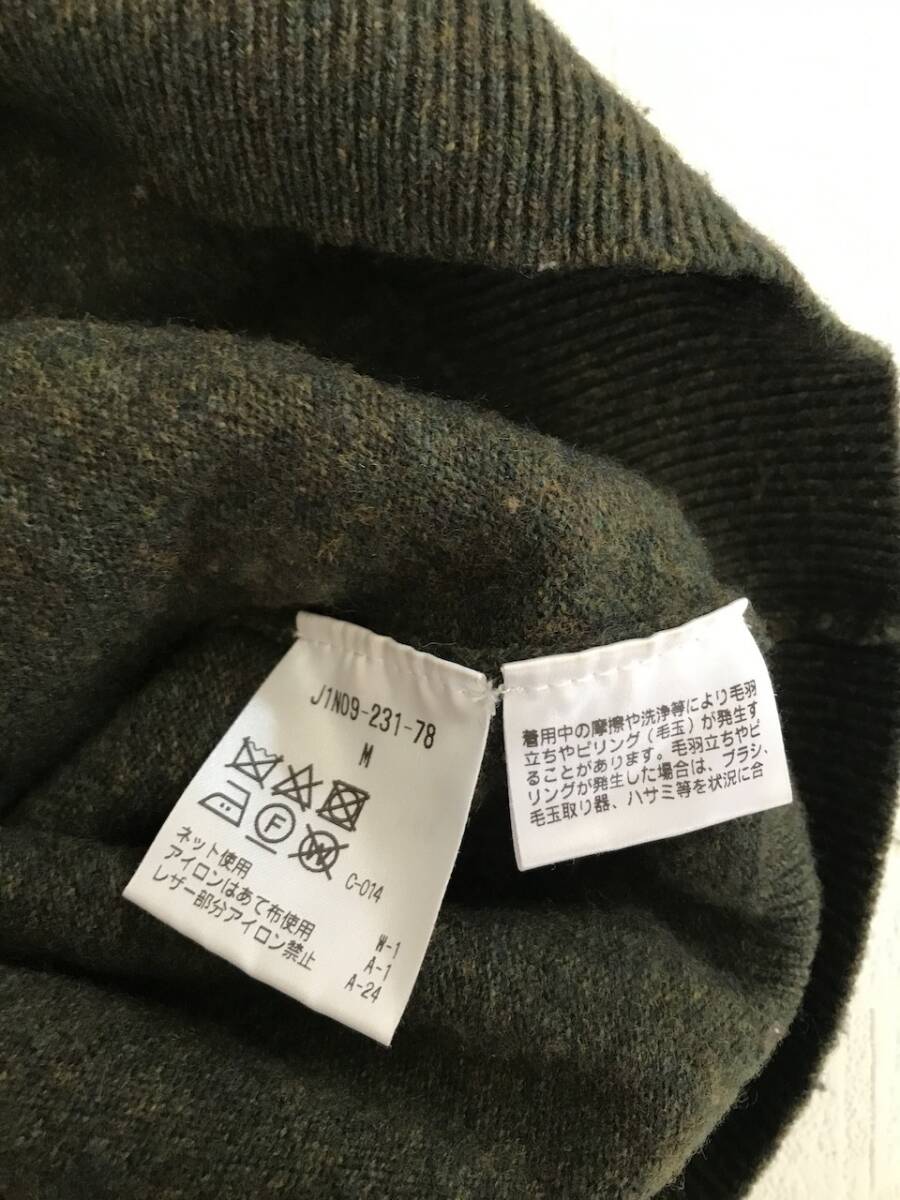 J1N09-231-78
M
F
W
C-014
ネット使用
アイロンはあて布使用
レザー部分アイロン禁止
W-1
A-1
A-24
着用中の摩擦や洗浄等により毛羽
立ちやピリング(毛玉)が発生す
ることがあります。毛羽立ちやピ
リングが発生した場合は、ブラシ、
毛玉取り器、ハサミ等を状況に合